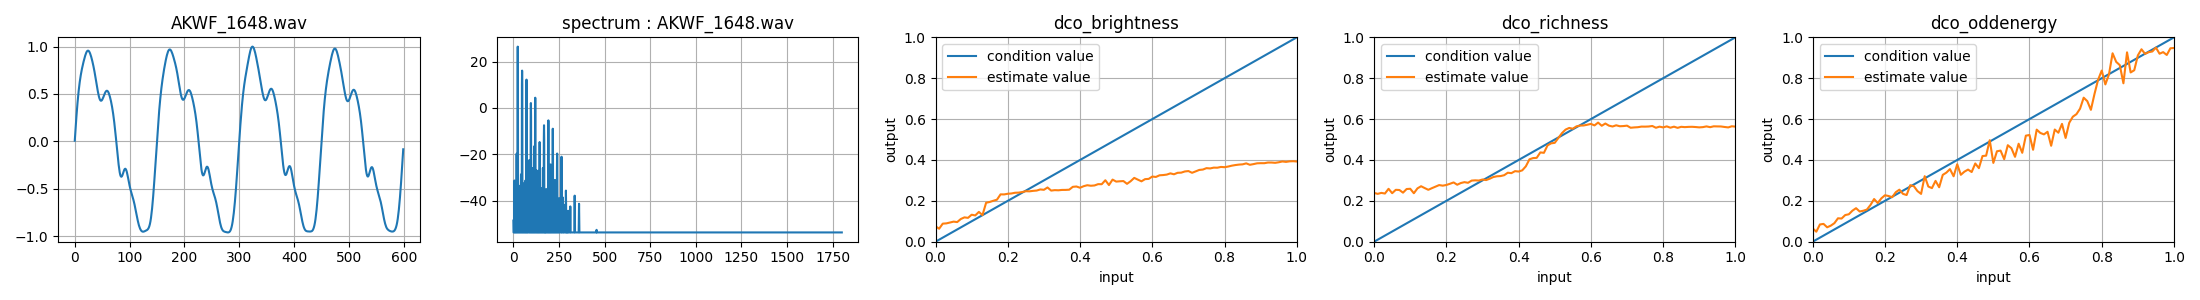 AKWF_1648.wav
1.0
0.5
0.0
−0.5
−1.0
0 100 200 300 400 500 600
spectrum : AKWF_1648.wav
20
0
−20
−40
0 250 500 750 1000 1250 1500 1750
dco_brightness
condition value
estimate value
output
1.0
0.8
0.6
0.4
0.2
0.0
0.0 0.2 0.4 0.6 0.8 1.0
input
dco_richness
condition value
estimate value
output
1.0
0.8
0.6
0.4
0.2
0.0
0.0 0.2 0.4 0.6 0.8 1.0
input
dco_oddenergy
condition value
estimate value
output
1.0
0.8
0.6
0.4
0.2
0.0
0.0 0.2 0.4 0.6 0.8 1.0
input